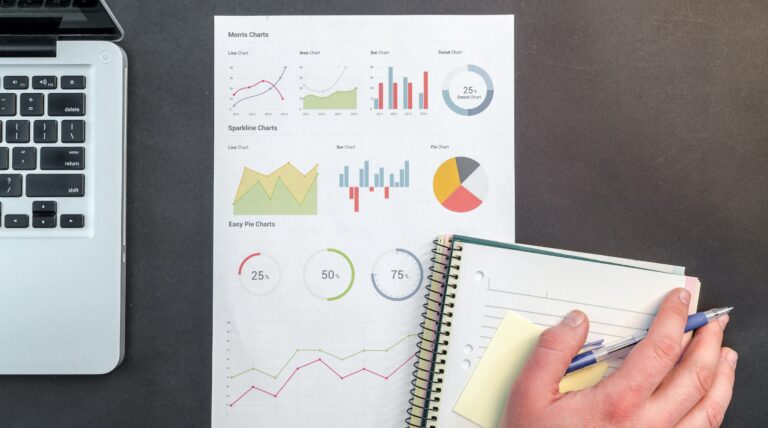 Morris Charts
Line Chart
Area Chart
Bar Chart
Donut Chart
25%
Donut Chart
Sparkline Charts
Line Chart
Bar Chart
Pie Chart
Easy Pie Charts
25%
50%
75%
delete
enter
return
shift